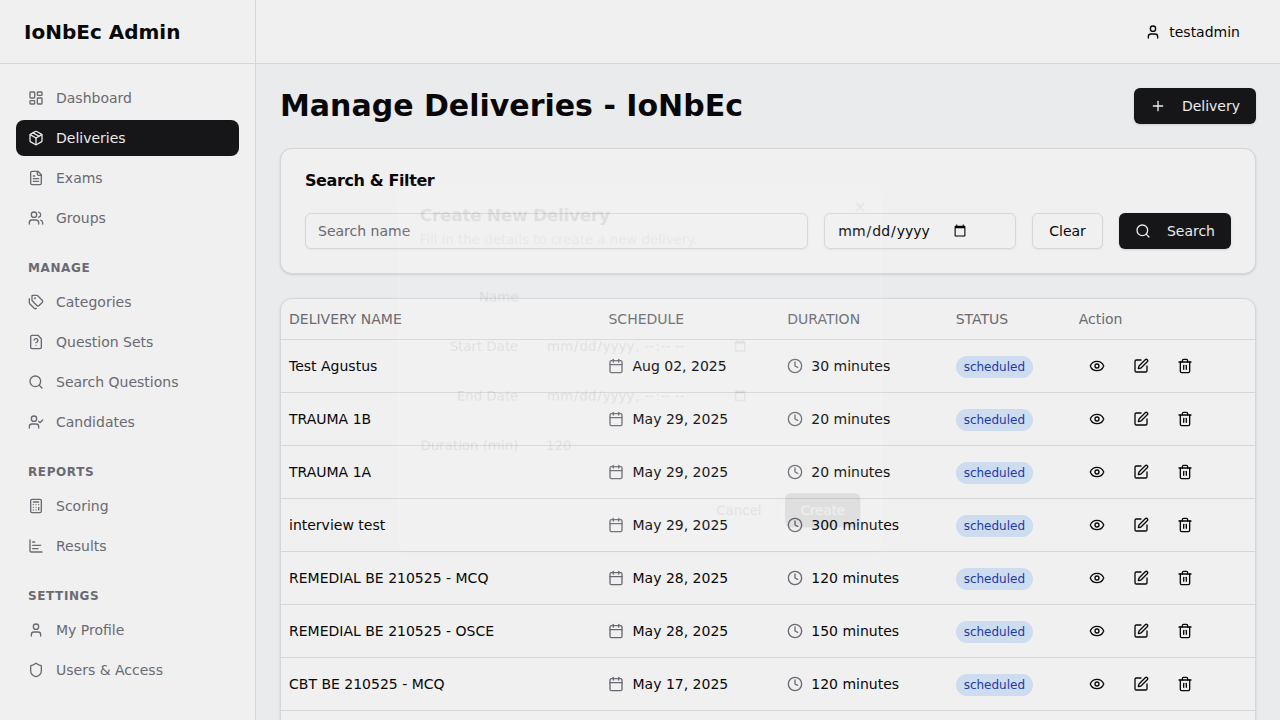 IoNbEc Admin
testadmin
Dashboard
Deliveries
Exams
Groups
MANAGE
Categories
Question Sets
Search Questions
Candidates
REPORTS
Scoring
Results
SETTINGS
My Profile
Users & Access
Manage Deliveries - IoNbEc
Delivery
Search & Filter
Search name
mm/dd/yyyy
Clear
Search
Create New Delivery
Fill in the details to create a new delivery.
Name
Start Date mm/dd/yyyy, --:-- --
End Date mm/dd/yyyy, --:-- --
Duration (min) 120
Cancel Create
DELIVERY NAME SCHEDULE DURATION STATUS Action
Test Agustus Aug 02, 2025 30 minutes scheduled
TRAUMA 1B May 29, 2025 20 minutes scheduled
TRAUMA 1A May 29, 2025 20 minutes scheduled
interview test May 29, 2025 300 minutes scheduled
REMEDIAL BE 210525 - MCQ May 28, 2025 120 minutes scheduled
REMEDIAL BE 210525 - OSCE May 28, 2025 150 minutes scheduled
CBT BE 210525 - MCQ May 17, 2025 120 minutes scheduled